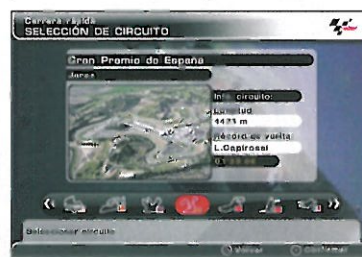 Carrera rápida
SELECCIÓN DE CIRCUITO
Gran Premio de España
Jerez
Info. circuito:
Longitud
4423 m
Récord de vuelta:
L.Capirossi
Seleccionar circuito
Volver
Confirmar